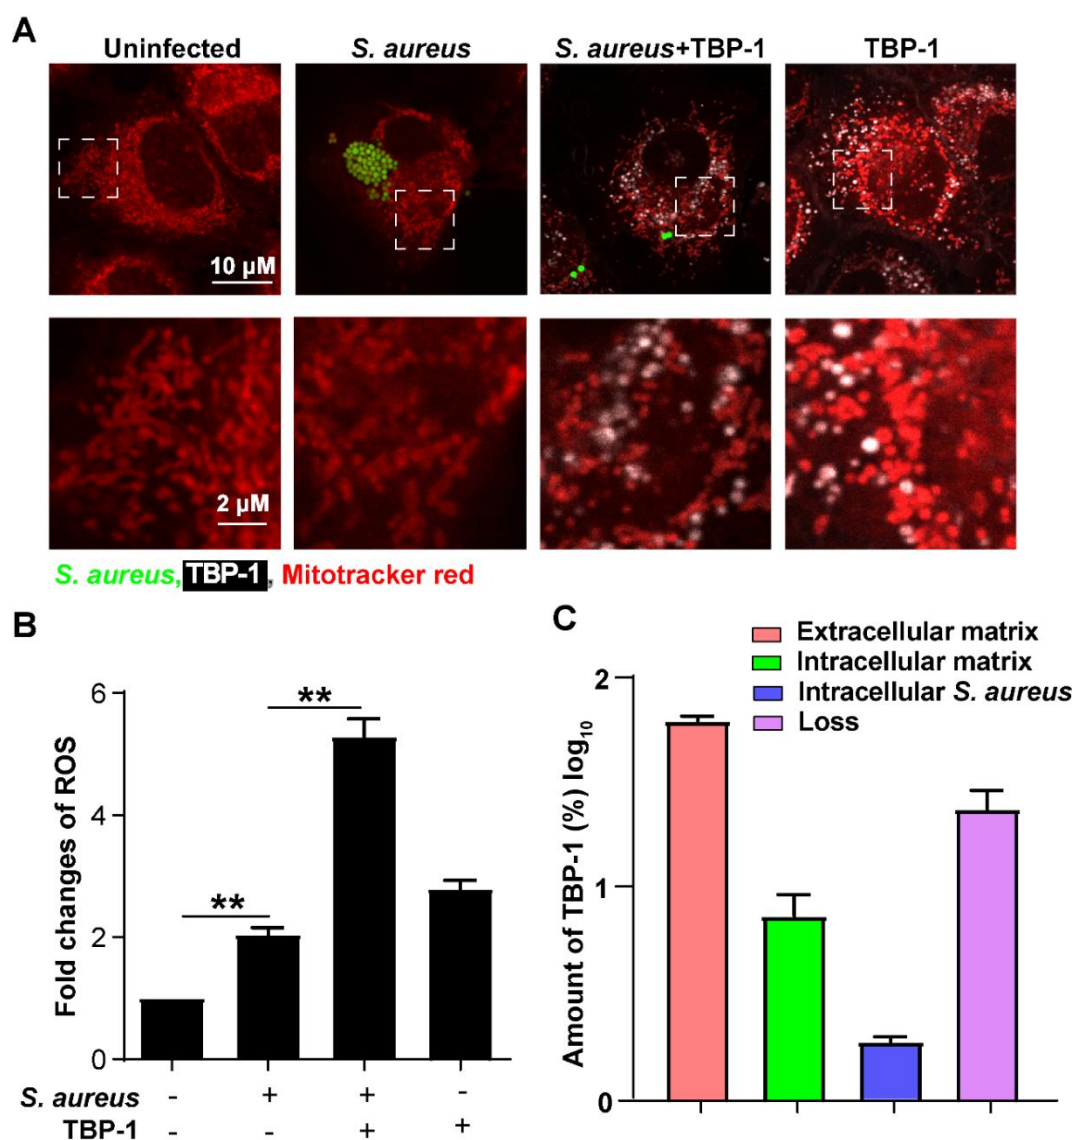 A
Uninfected
S. aureus
S. aureus+TBP-1
TBP-1
10 µM
2 µM
S. aureus, TBP-1, Mitotracker red
B
Fold changes of ROS
6
4
2
0
**
**
S. aureus - + + -
TBP-1 - - + +
C
Extracellular matrix
Intracellular matrix
Intracellular S. aureus
Loss
Amount of TBP-1 (%) log10
2
1
0